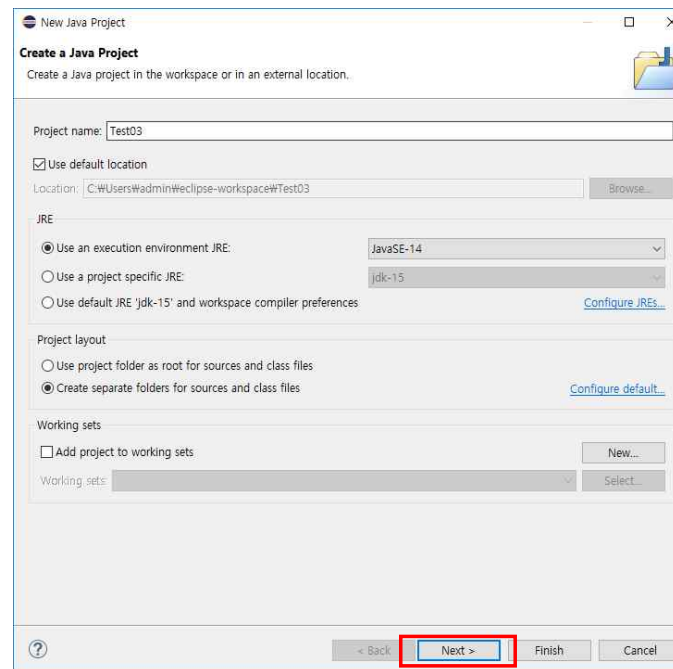 New Java Project
Create a Java Project
Create a Java project in the workspace or in an external location.
Project name: Test03
Use default location
Location: C:₩Users₩admin₩eclipse-workspace₩Test03 Browse...
JRE
Use an execution environment JRE: JavaSE-14
Use a project specific JRE: jdk-15
Use default JRE 'jdk-15' and workspace compiler preferences Configure JREs...
Project layout
Use project folder as root for sources and class files
Create separate folders for sources and class files Configure default...
Working sets
Add project to working sets New...
Working sets: Select...
? < Back Next > Finish Cancel